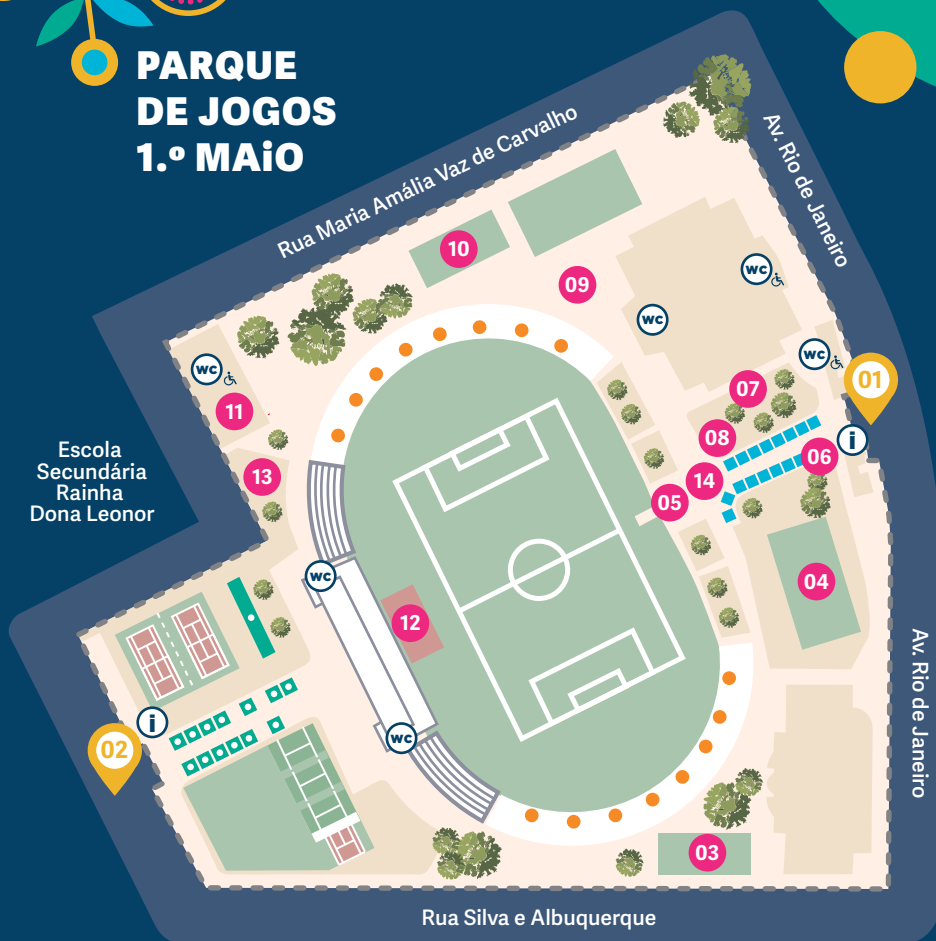 PARQUE
DE JOGOS
1.º MAiO
Rua Maria Amália Vaz de Carvalho
Av. Rio de Janeiro
10
09
wc
wc
wc
01
wc
11
07
08
i
06
Escola
Secundária
Rainha
Dona Leonor
13
14
05
wc
04
12
Av. Rio de Janeiro
i
02
wc
03
Rua Silva e Albuquerque